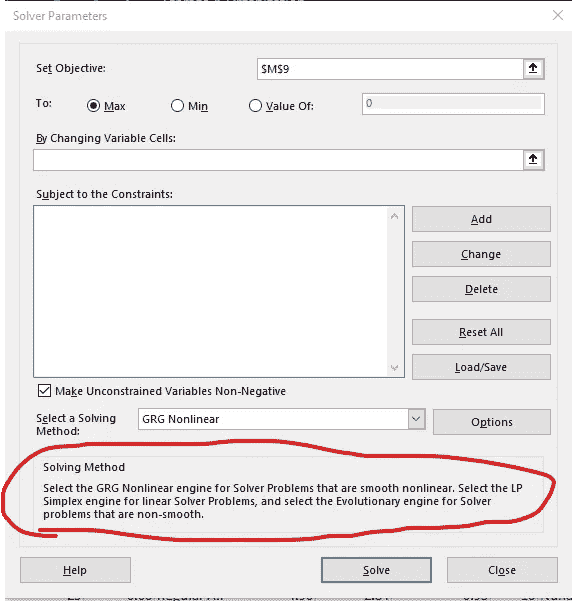 Solver Parameters
Set Objective:
$M$9
To:
Max
Min
Value Of:
0
By Changing Variable Cells:
Subject to the Constraints:
Add
Change
Delete
Reset All
Load/Save
Make Unconstrained Variables Non-Negative
Select a Solving
Method:
GRG Nonlinear
Options
Solving Method
Select the GRG Nonlinear engine for Solver Problems that are smooth nonlinear. Select the LP
Simplex engine for linear Solver Problems, and select the Evolutionary engine for Solver
problems that are non-smooth.
Help
Solve
Close